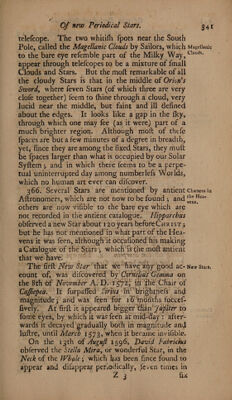 Of new Periodical Stars. 341
telescope. The two whitish spots near the South
Pole, called the Magellanic Clouds by Sailors, which Magellanic
to the bare eye resemble part of the Milky Way, Clouds.
appear through telescopes to be a mixture of small
Clouds and Stars. But the most remarkable of all
the cloudy Stars is that in the middle of Orion's
Sword, where seven Stars (of which three are very
close together) seem to shine through a cloud, very
lucid near the middle, but faint and ill defined
about the edges. It looks like a gap in the sky,
through which one may see (as it were) part of a
much brighter region. Although most of these
spaces are but a few minutes of a degree in breadth,
yet, since they are among the fixed Stars, they must
be spaces larger than what is occupied by our Solar
System; and in which there seems to be a perpe-
tual uninterrupted day among numberless Worlds,
which no human art ever can discover.
366. Several Stars are mentioned by antient Changes in
Astronomers, which are not now to be found; and the Hea-
others are now visible to the bare eye which are vens.
not recorded in the antient catalogue. Hipparchus
observed a new Star about 120 years before CHRIST;
but he has not mentioned in what part of the Hea-
vens it was seen, although it occasioned his making
a Catalogue of the Stars; which is the most antient
that we have.
The first New Star that we have any good ac- New Stars.
count of, was discovered by Cornelius Gemma on
the 8th of November A. D. 1572, in the Chair of
Cassiopea. It surpassed Sirius in brightness and
magnitude; and was seen for 16 months succes-
sively. At first it appeared bigger than Jupiter to
some eyes, by which it was seen at mid-day: after-
wards it decayed gradually both in magnitude and
lustre, until March 1573, when it became invisible.
On the 13th of August 1596, David Fabricius
observed the Stella Mira, or wonderful Star, in the
Neck of the Whale; which has been since found to
appear and disappear periodically, seven times in
Z 3 six